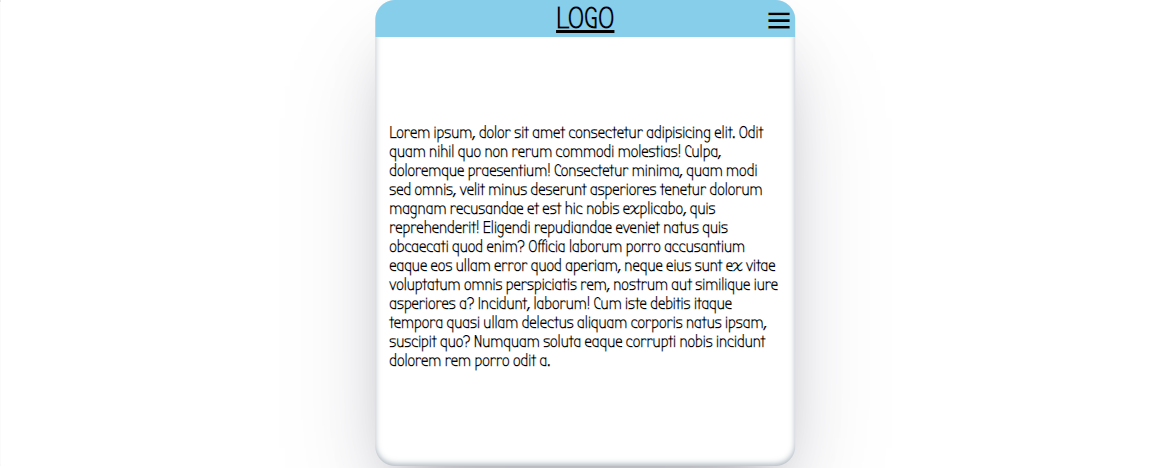 LOGO
Lorem ipsum, dolor sit amet consectetur adipisicing elit. Odit
quam nihil quo non rerum commodi molestias! Culpa,
doloremque praesentium! Consectetur minima, quam modi
sed omnis, velit minus deserunt asperiores tenetur dolorum
magnam recusandae et est hic nobis explicabo, quis
reprehenderit! Eligendi repudiandae eveniet natus quis
obcaecati quod enim? Officia laborum porro accusantium
eaque eos ullam error quod aperiam, neque eius sunt ex vitae
voluptatum omnis perspiciatis rem, nostrum aut similique iure
asperiores a? Incidunt, laborum! Cum iste debitis itaque
tempora quasi ullam delectus aliquam corporis natus ipsam,
suscipit quo? Numquam soluta eaque corrupti nobis incidunt
dolorem rem porro odit a.